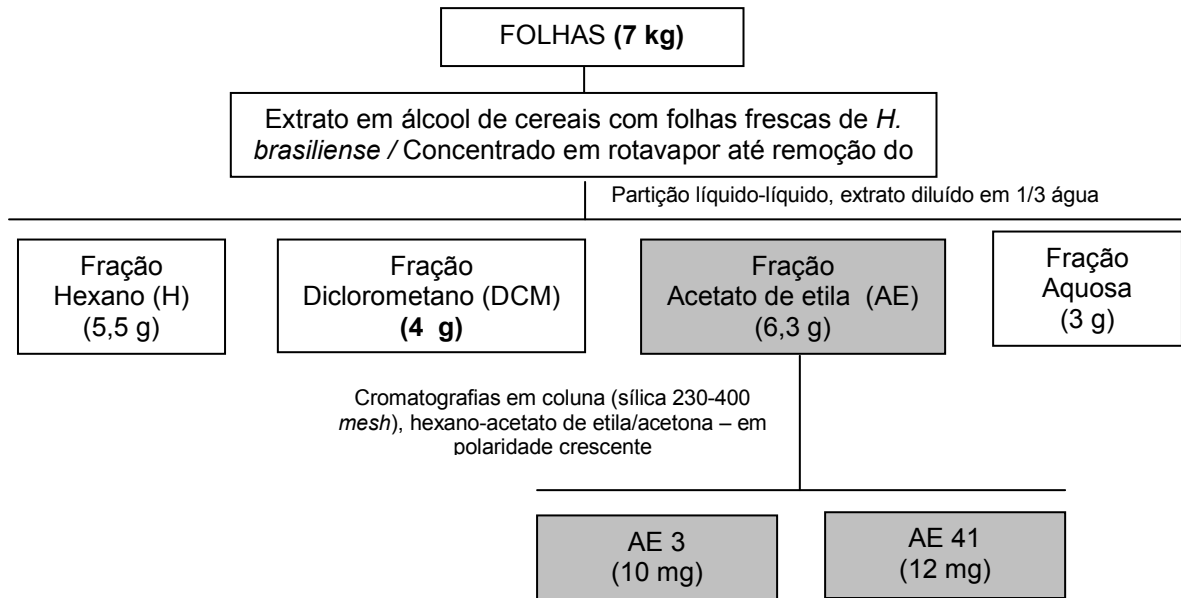 FOLHAS (7 kg)
Extrato em álcool de cereais com folhas frescas de H.
brasiliense / Concentrado em rotavapor até remoção do
Partição líquido-líquido, extrato diluído em 1/3 água
Fração
Hexano (H)
(5,5 g)
Fração
Diclorometano (DCM)
(4 g)
Fração
Acetato de etila (AE)
(6,3 g)
Fração
Aquosa
(3 g)
Cromatografias em coluna (sílica 230-400
mesh), hexano-acetato de etila/acetona – em
polaridade crescente
AE 3
(10 mg)
AE 41
(12 mg)